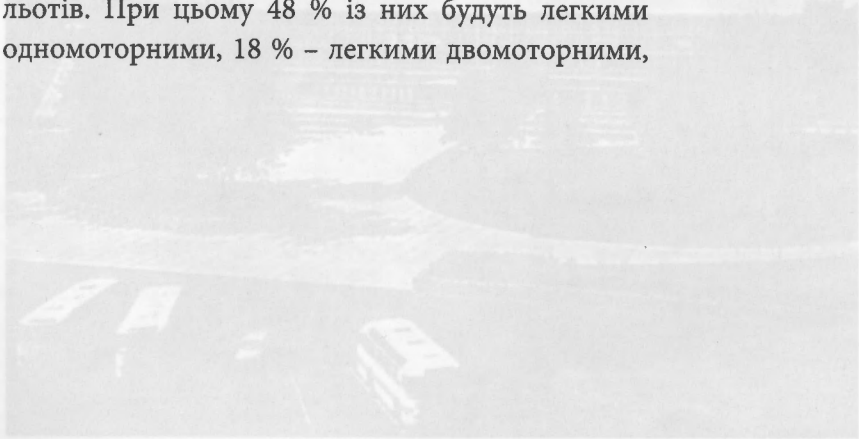 льотів. При цьому 48 % із них будуть легкими
одномоторними, 18 % – легкими двомоторними,